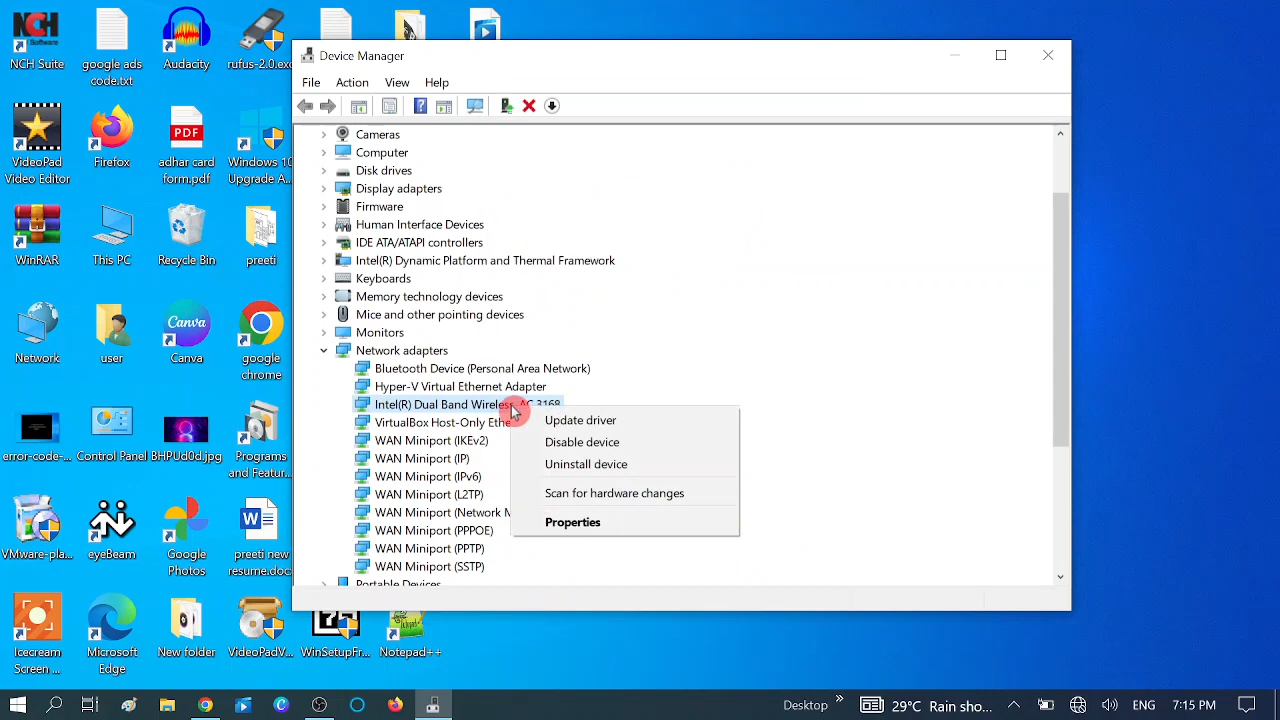 NCH Suite
google ads
code.txt
Audacity
rufus-2.0.exe
VideoPad
Video Editor
Firefox
PDF
adhar card
form.pdf
Windows 10
Upgrade A...
WinRAR
This PC
Recycle Bin
preeti
Network
user
Canva
Canva
google
chrome
error-code-...
Control Panel
BHPUd0d.jpg
Programs
and Featur...
VMware-pla...
eyeBeam
Google
Photos
preeti new
resume.doc
Icecream
Screen ...
Microsoft
Edge
New folder
VideoPadV...
WinSetupFr...
Notepad++
Device Manager
File
Action
View
Help
Cameras
Computer
Disk drives
Display adapters
Firmware
Human Interface Devices
IDE ATA/ATAPI controllers
Intel(R) Dynamic Platform and Thermal Framework
Keyboards
Memory technology devices
Mice and other pointing devices
Monitors
Network adapters
Bluetooth Device (Personal Area Network)
Hyper-V Virtual Ethernet Adapter
Intel(R) Dual Band Wireless AC 3168
VirtualBox Host-Only Ethe
WAN Miniport (IKEv2)
WAN Miniport (IP)
WAN Miniport (IPv6)
WAN Miniport (L2TP)
WAN Miniport (Network M
WAN Miniport (PPPOE)
WAN Miniport (PPTP)
WAN Miniport (SSTP)
Portable Devices
Update driver
Disable device
Uninstall device
Scan for hardware changes
Properties
Desktop
29°C Rain sho...
ENG
7:15 PM